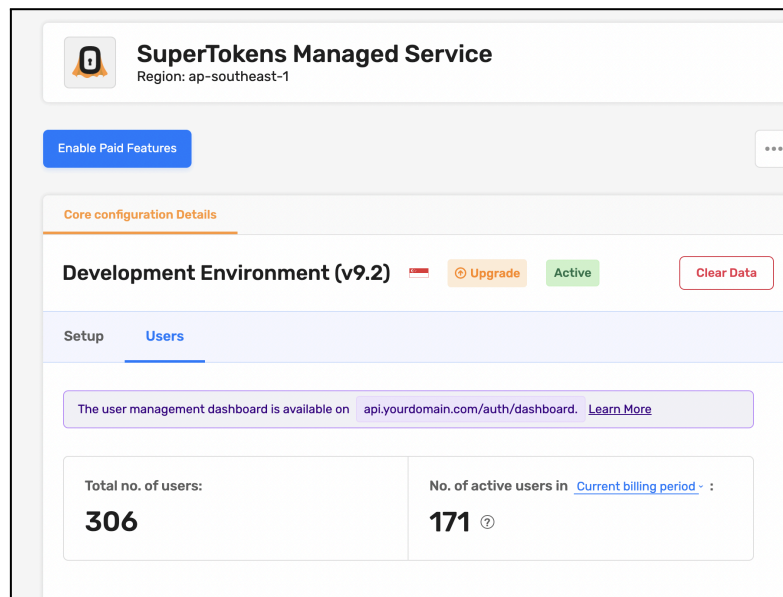 SuperTokens Managed Service
Region: ap-southeast-1
Enable Paid Features
Core configuration Details
Development Environment (v9.2) Upgrade Active Clear Data
Setup Users
The user management dashboard is available on api.yourdomain.com/auth/dashboard. Learn More
Total no. of users: No. of active users in Current billing period :
306 171 ?